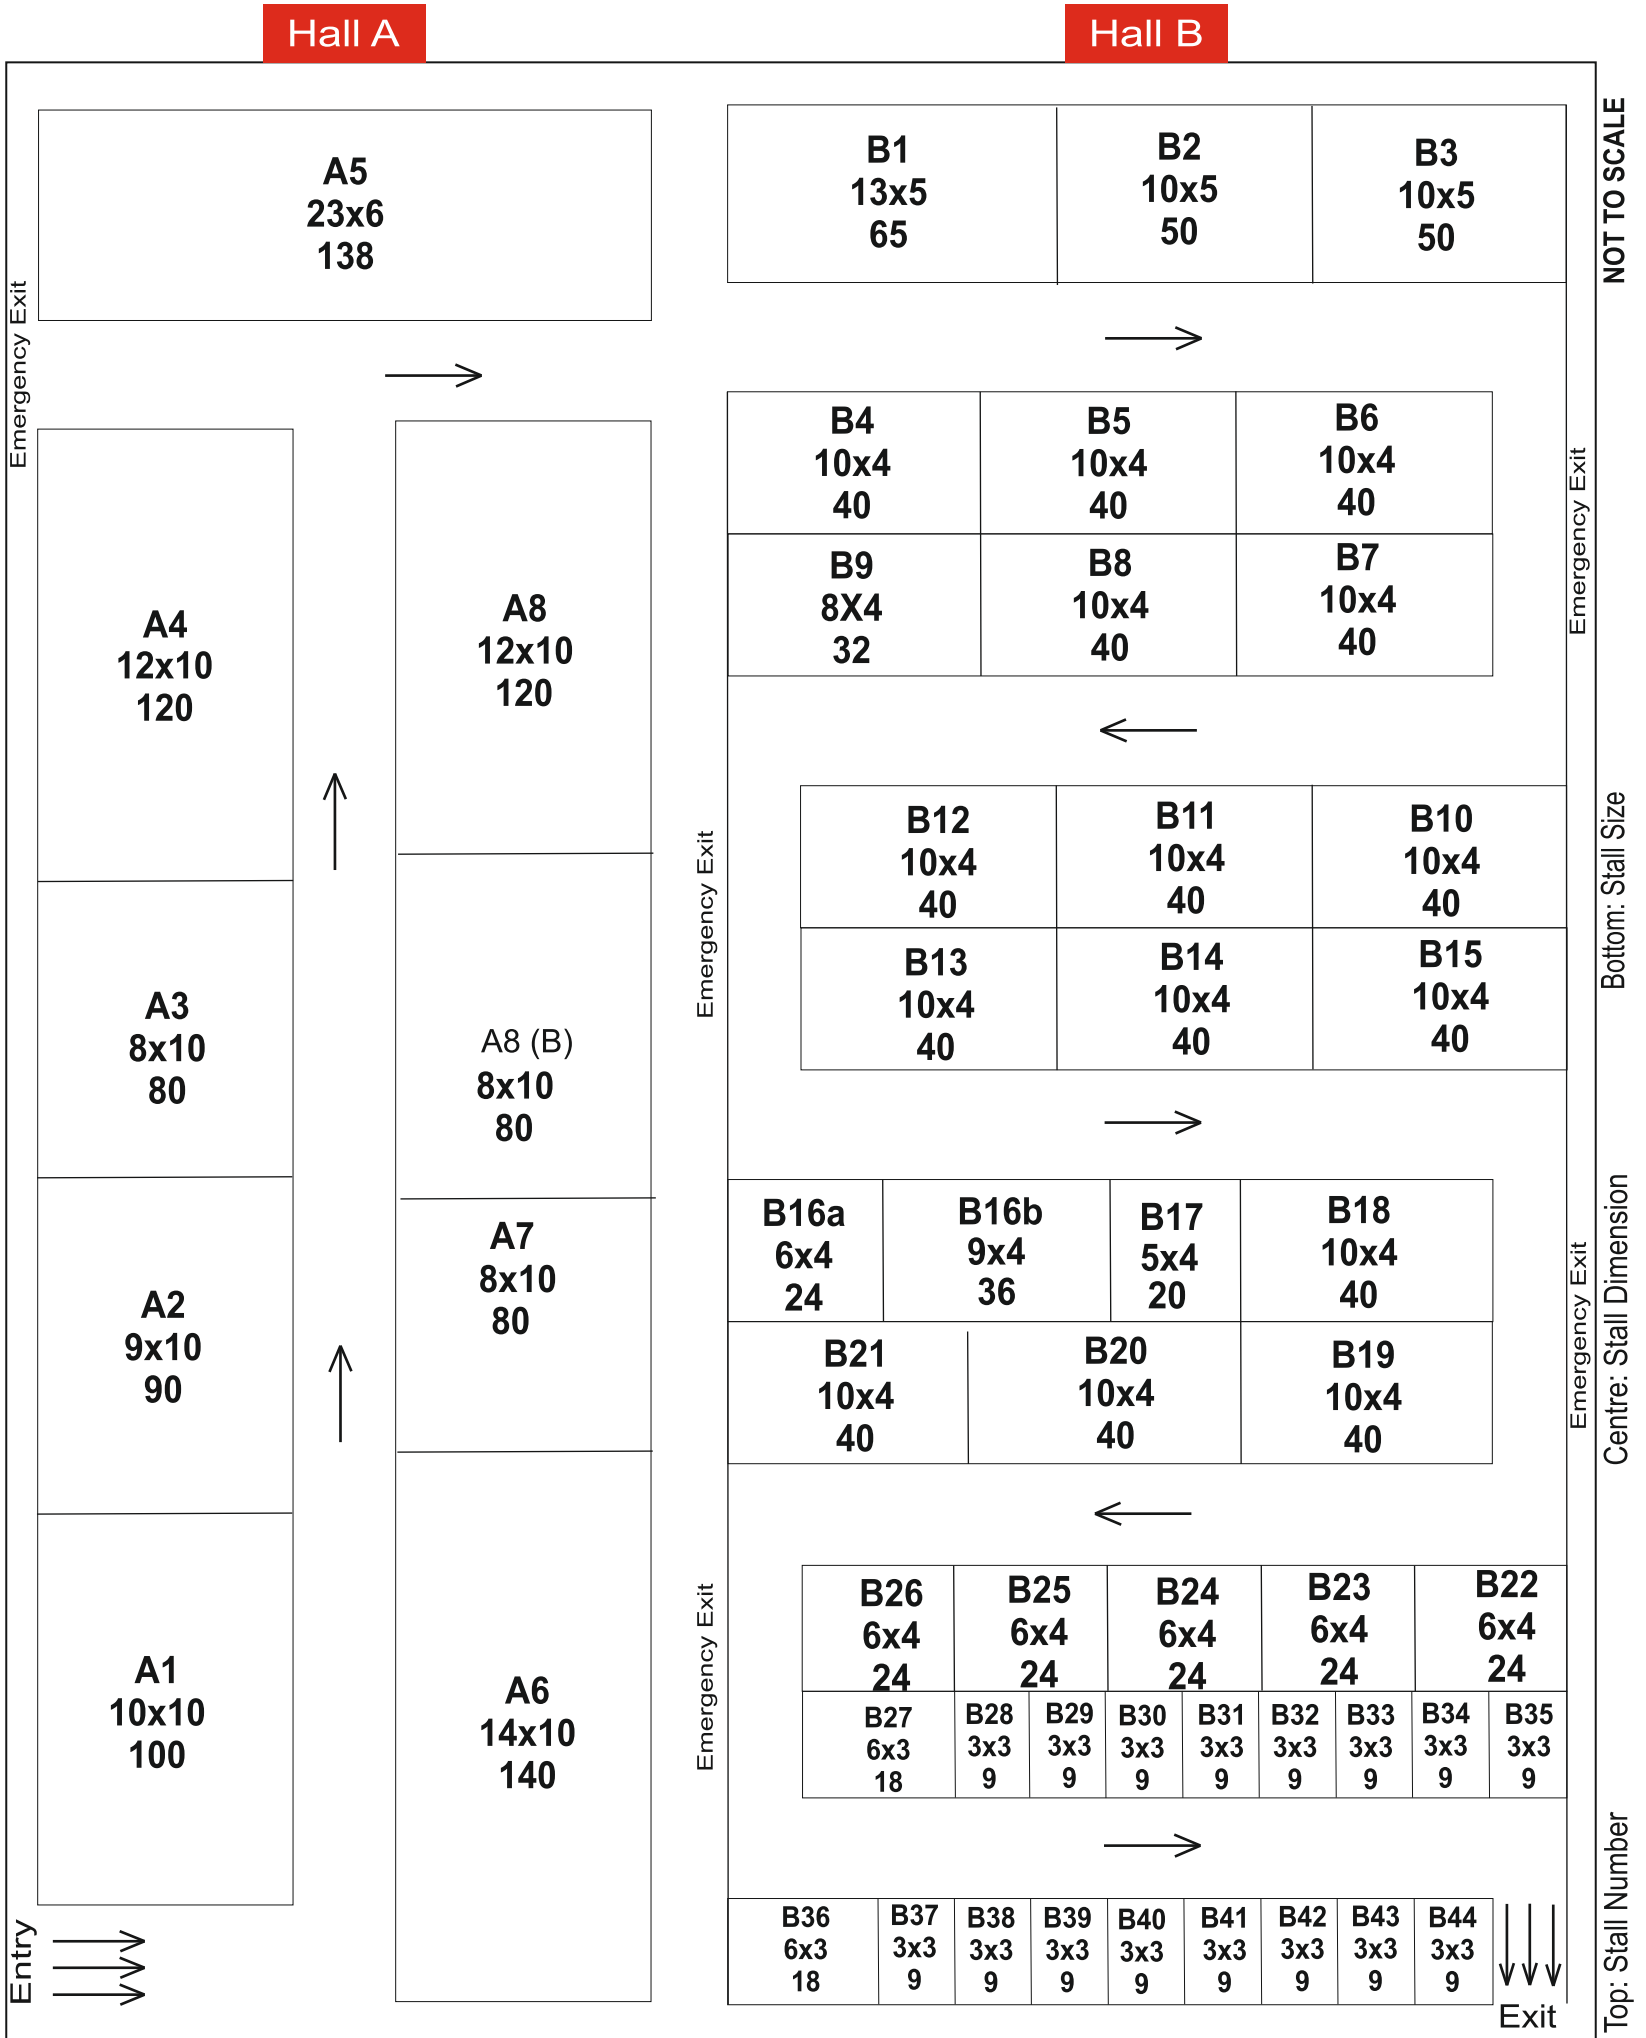 Hall A
Hall B
A5
23x6
138
B1
13x5
65
B2
10x5
50
B3
10x5
50
NOT TO SCALE
Emergency Exit
B4
10x4
40
B5
10x4
40
B6
10x4
40
B9
8X4
32
B8
10x4
40
B7
10x4
40
Emergency Exit
A4
12x10
120
A8
12x10
120
B12
10x4
40
B11
10x4
40
B10
10x4
40
Emergency Exit
B13
10x4
40
B14
10x4
40
B15
10x4
40
Bottom: Stall Size
A3
8x10
80
A8 (B)
8x10
80
B16a
6x4
24
B16b
9x4
36
B17
5x4
20
B18
10x4
40
A2
9x10
90
A7
8x10
80
B21
10x4
40
B20
10x4
40
B19
10x4
40
Emergency Exit
Centre: Stall Dimension
B26
6x4
24
B25
6x4
24
B24
6x4
24
B23
6x4
24
B22
6x4
24
Emergency Exit
A1
10x10
100
A6
14x10
140
B27
6x3
18
B28
3x3
9
B29
3x3
9
B30
3x3
9
B31
3x3
9
B32
3x3
9
B33
3x3
9
B34
3x3
9
B35
3x3
9
B36
6x3
18
B37
3x3
9
B38
3x3
9
B39
3x3
9
B40
3x3
9
B41
3x3
9
B42
3x3
9
B43
3x3
9
B44
3x3
9
Entry
Exit
Top: Stall Number